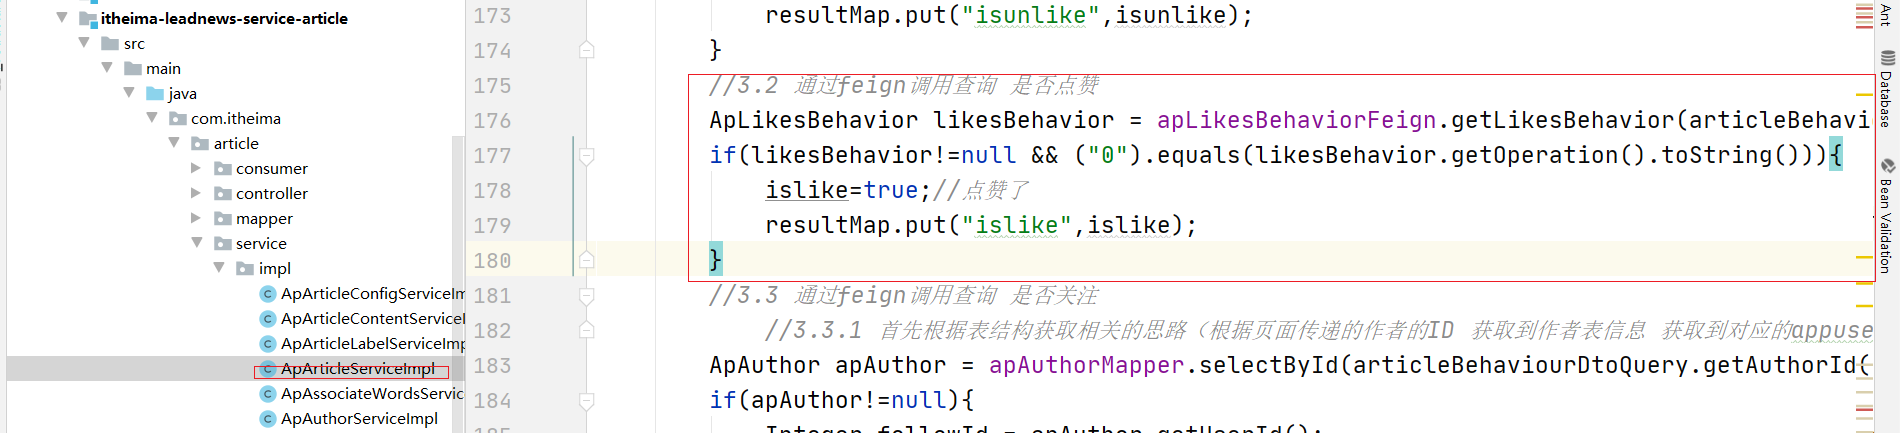 itheima-leadnews-service-article
src
main
java
com.itheima
article
consumer
controller
mapper
service
impl
ApArticleConfigServiceIm
ApArticleContentServiceI
ApArticleLabelServiceImp
ApArticleServiceImpl
ApAssociateWordsService
ApAuthorServiceImpl
173 resultMap.put("isunlike",isunlike);
174 }
175 //3.2 通过feign调用查询 是否点赞
176 ApLikesBehavior likesBehavior = apLikesBehaviorFeign.getLikesBehavior(articleBehavi
177 if(likesBehavior!=null && ("0").equals(likesBehavior.getOperation().toString())){
178 islike=true;//点赞了
179 resultMap.put("islike",islike);
180 }
181 //3.3 通过feign调用查询 是否关注
182 //3.3.1 首先根据表结构获取相关的思路（根据页面传递的作者的ID 获取到作者表信息 获取到对应的appuse
183 ApAuthor apAuthor = apAuthorMapper.selectById(articleBehaviourDtoQuery.getAuthorId(
184 if(apAuthor!=null){
Integer followId = apAuthor.getUserId();
Ant
Database
Bean Validation